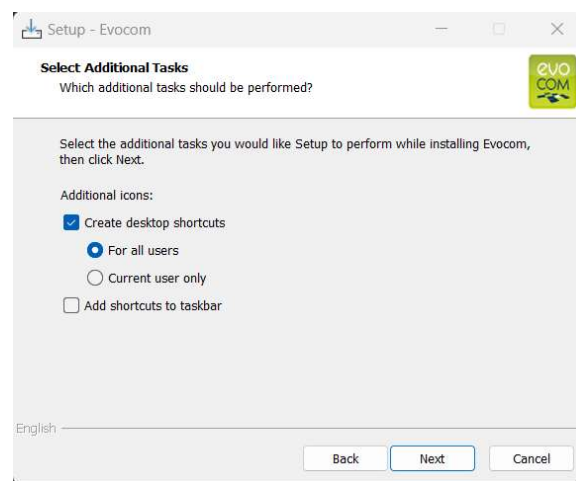 Setup - Evocom
Select Additional Tasks
Which additional tasks should be performed?
evo
COM
Select the additional tasks you would like Setup to perform while installing Evocom,
then click Next.
Additional icons:
Create desktop shortcuts
For all users
Current user only
Add shortcuts to taskbar
English
Back
Next
Cancel